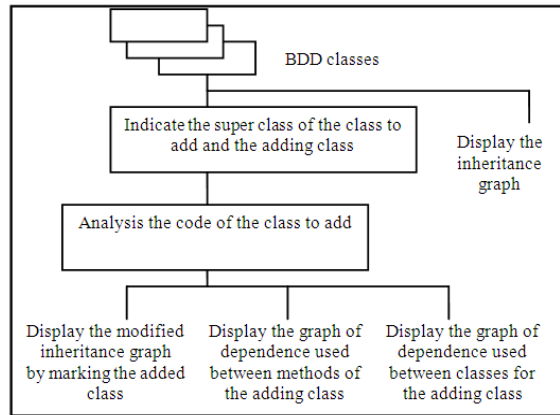 BDD classes
Indicate the super class of the class to
add and the adding class
Display the
inheritance
graph
Analysis the code of the class to add
Display the modified
inheritance graph
by marking the added
class
Display the graph of
dependence used
between methods of
the adding class
Display the graph of
dependence used
between classes for
the adding class